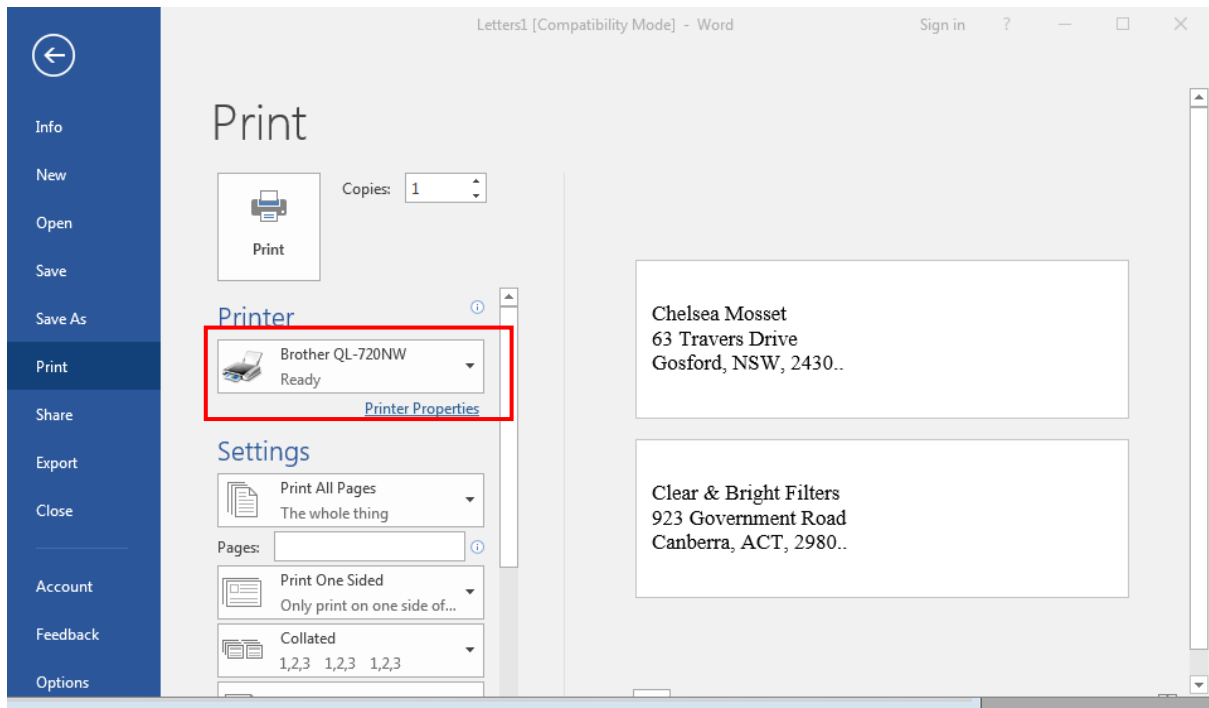 Letters1 [Compatibility Mode] - Word
Sign in
?
Info
New
Open
Save
Save As
Print
Share
Export
Close
Account
Feedback
Options
Print
Print
Copies: 1
Printer
Brother QL-720NW
Ready
Printer Properties
Settings
Print All Pages
The whole thing
Pages:
Print One Sided
Only print on one side of...
Collated
1,2,3 1,2,3 1,2,3
Chelsea Mosset
63 Travers Drive
Gosford, NSW, 2430..
Clear & Bright Filters
923 Government Road
Canberra, ACT, 2980..